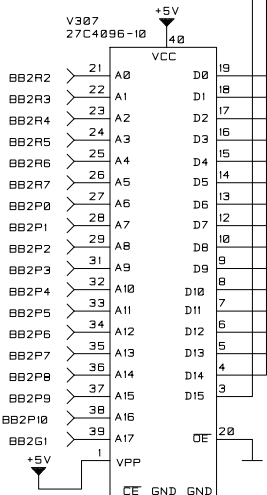 +5V
V307
27C4096-10
40
VCC
BB2R2 21 A0 D0 19
BB2R3 22 A1 D1 18
BB2R4 23 A2 D2 17
BB2R5 24 A3 D3 16
BB2R6 25 A4 D4 15
BB2R7 26 A5 D5 14
BB2P0 27 A6 D6 13
BB2P1 28 A7 D7 12
BB2P2 29 A8 D8 10
BB2P3 31 A9 D9 9
BB2P4 32 A10 D10 8
BB2P5 33 A11 D11 7
BB2P6 34 A12 D12 6
BB2P7 35 A13 D13 5
BB2P8 36 A14 D14 4
BB2P9 37 A15 D15 3
BB2P10 38 A16
BB2G1 39 A17 OE 20
+5V 1 VPP
CE GND GND